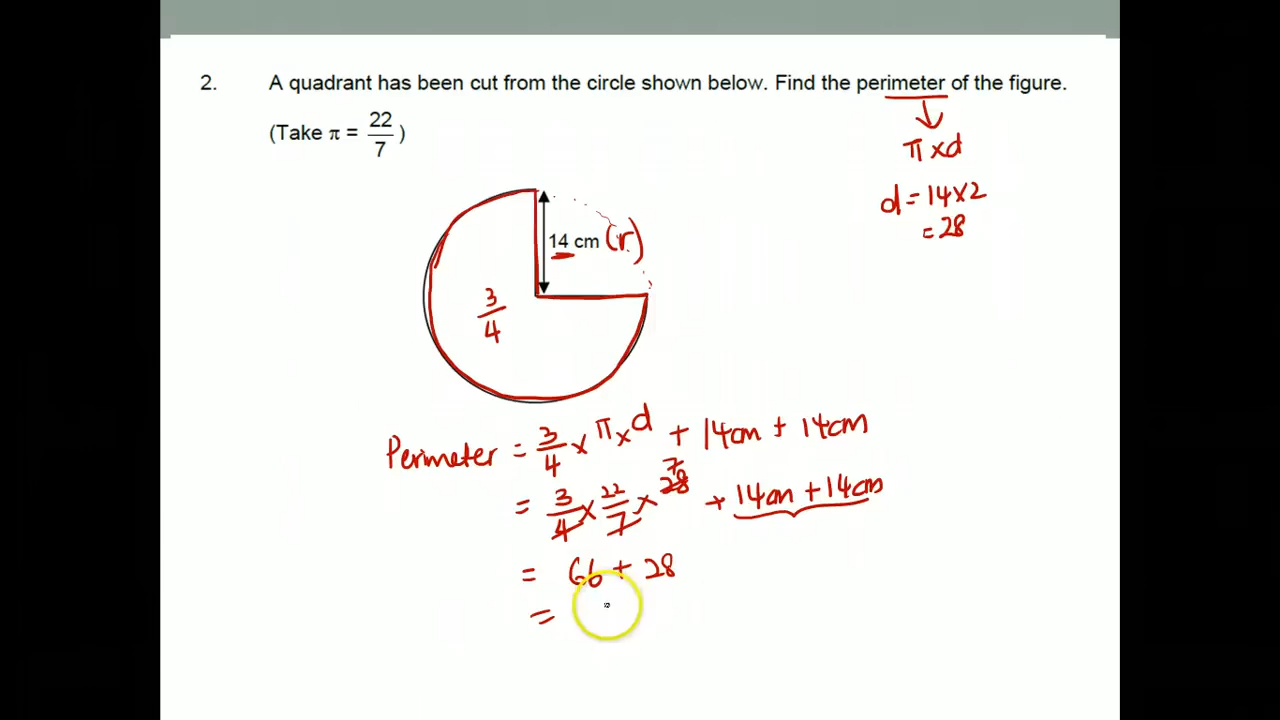 2. A quadrant has been cut from the circle shown below. Find the perimeter of the figure.
(Take π = 22/7)
π × d
d = 14 × 2
= 28
14 cm (r)
3/4
Perimeter = 3/4 × π × d + 14cm + 14cm
= 3/4 × 22/7 × 28 7 + 14cm + 14cm
= 66 + 28
=